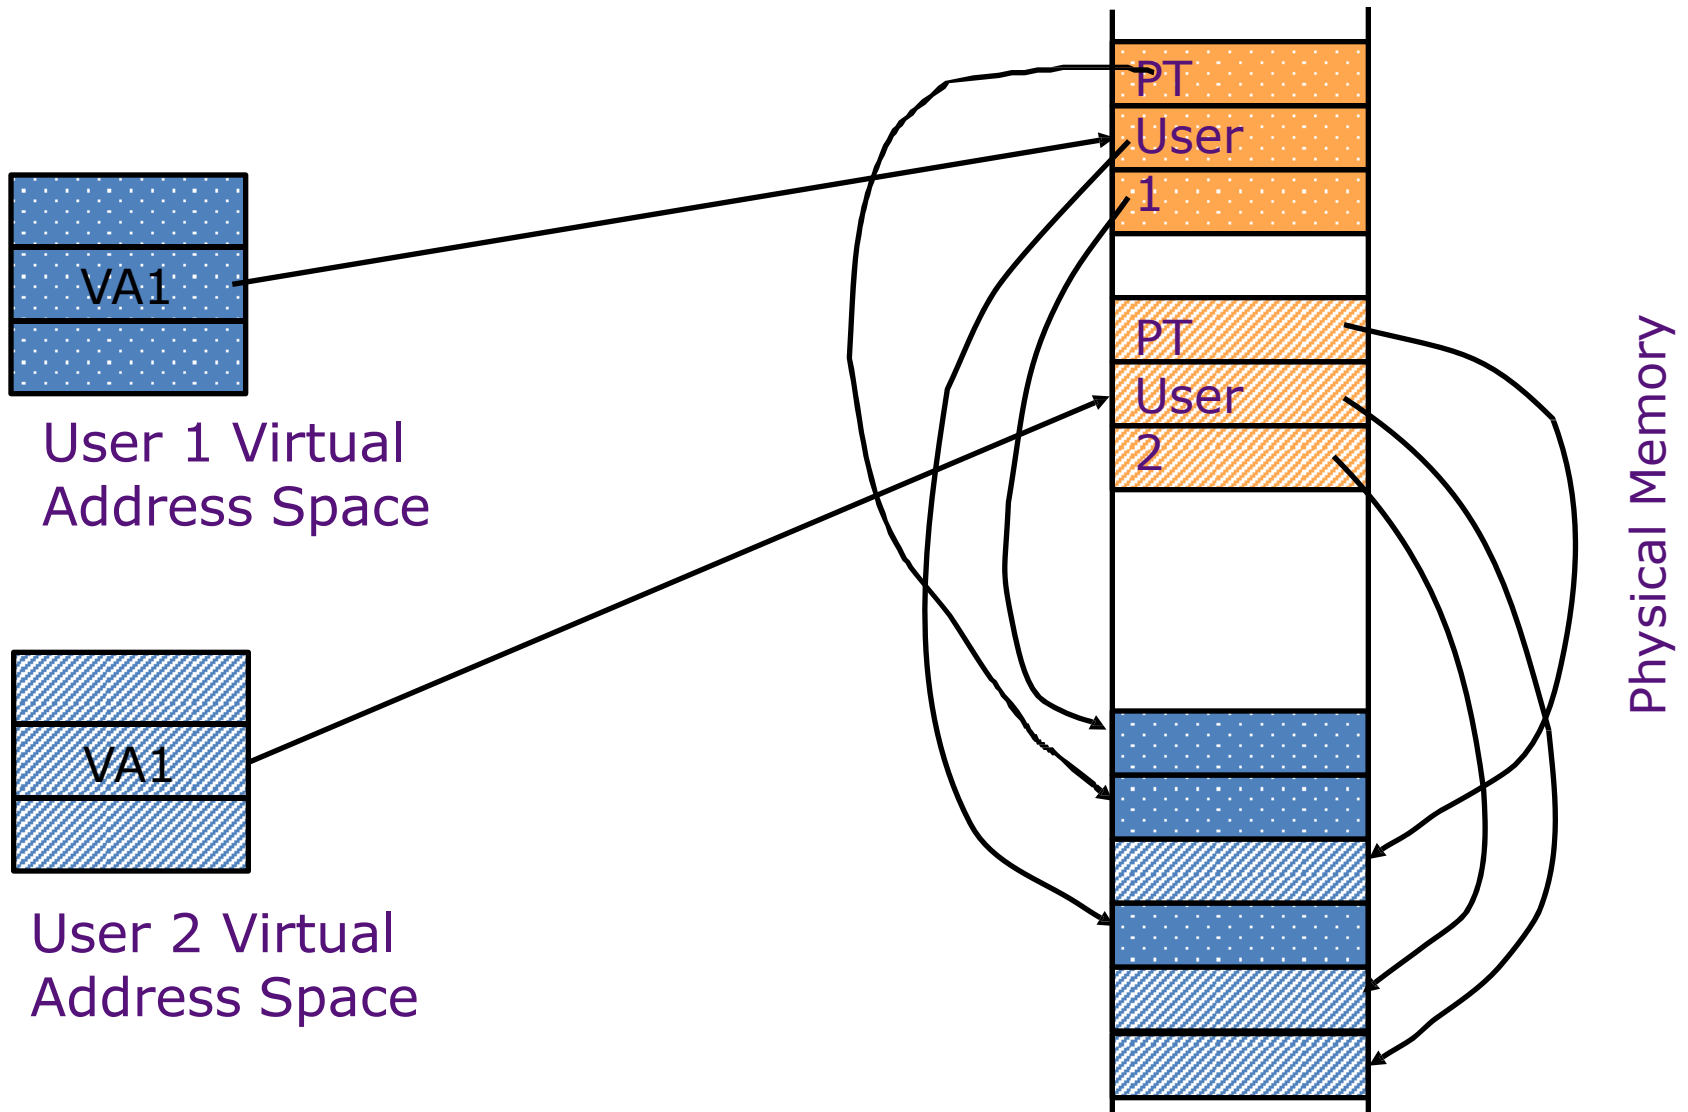 PT
User
1
VA1
User 1 Virtual
Address Space
PT
User
2
Physical Memory
VA1
User 2 Virtual
Address Space